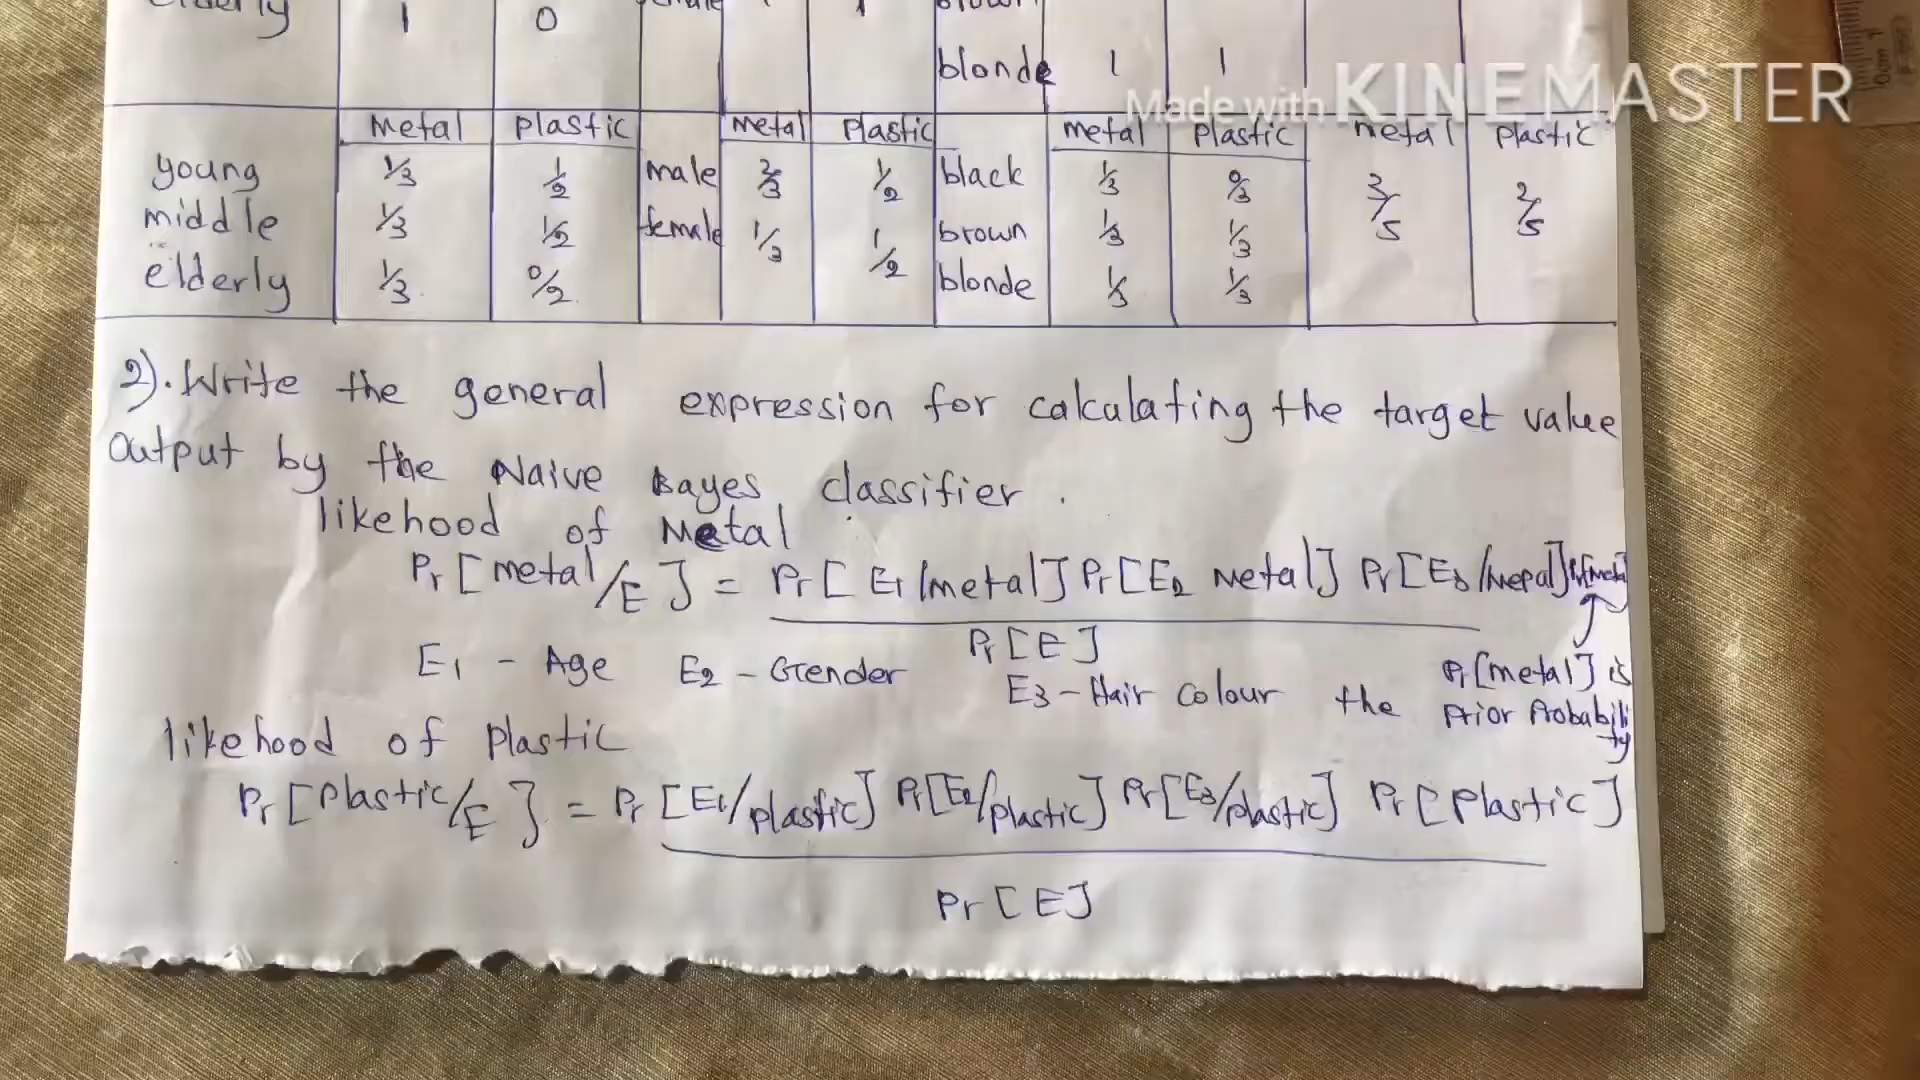 elderly 1 0 female 1 brown
blonde 1 1
Made with KINEMASTER
Metal plastic metal Plastic metal plastic metal plastic
young 1/3 1/2 male 2/3 1/2 black 1/3 0/3 3/5 2/5
middle 1/3 1/2 female 1/3 1/2 brown 1/3 1/3
elderly 1/3 0/2 blonde 1/3 1/3
2). Write the general expression for calculating the target value
output by the Naive Bayes classifier.
likehood of Metal
Pr [metal/E] = Pr[E1/metal] Pr[E2 Metal] Pr[E3/mepal] Pr[metal]
Pr[E]
E1 - Age E2 - Gender E3 - Hair colour the Pr[metal] is
Prior Probability
likehood of plastic
Pr [Plastic/E] = Pr [E1/plastic] Pr[E2/plastic] Pr[E3/plastic] Pr [Plastic]
Pr [E]